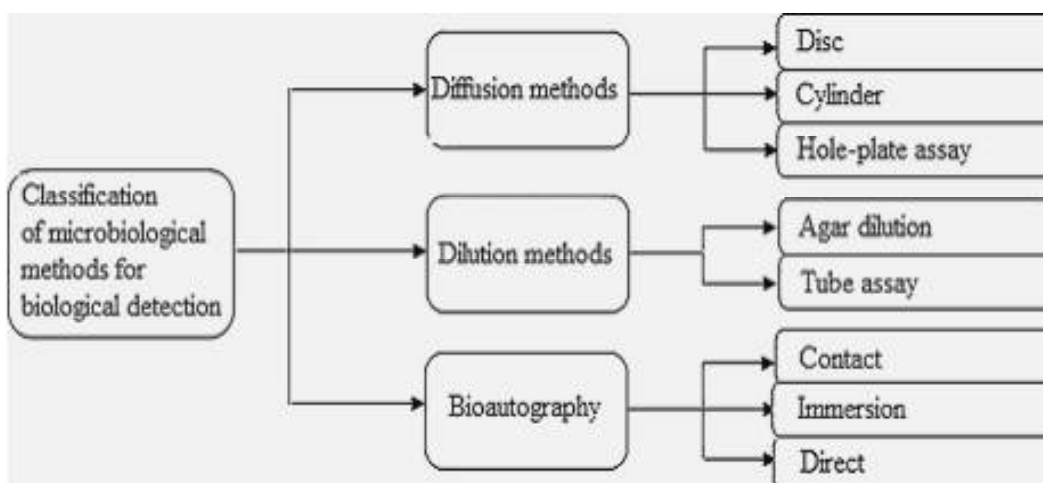 Classification
of microbiological
methods for
biological detection
Diffusion methods
Disc
Cylinder
Hole-plate assay
Dilution methods
Agar dilution
Tube assay
Bioautography
Contact
Immersion
Direct